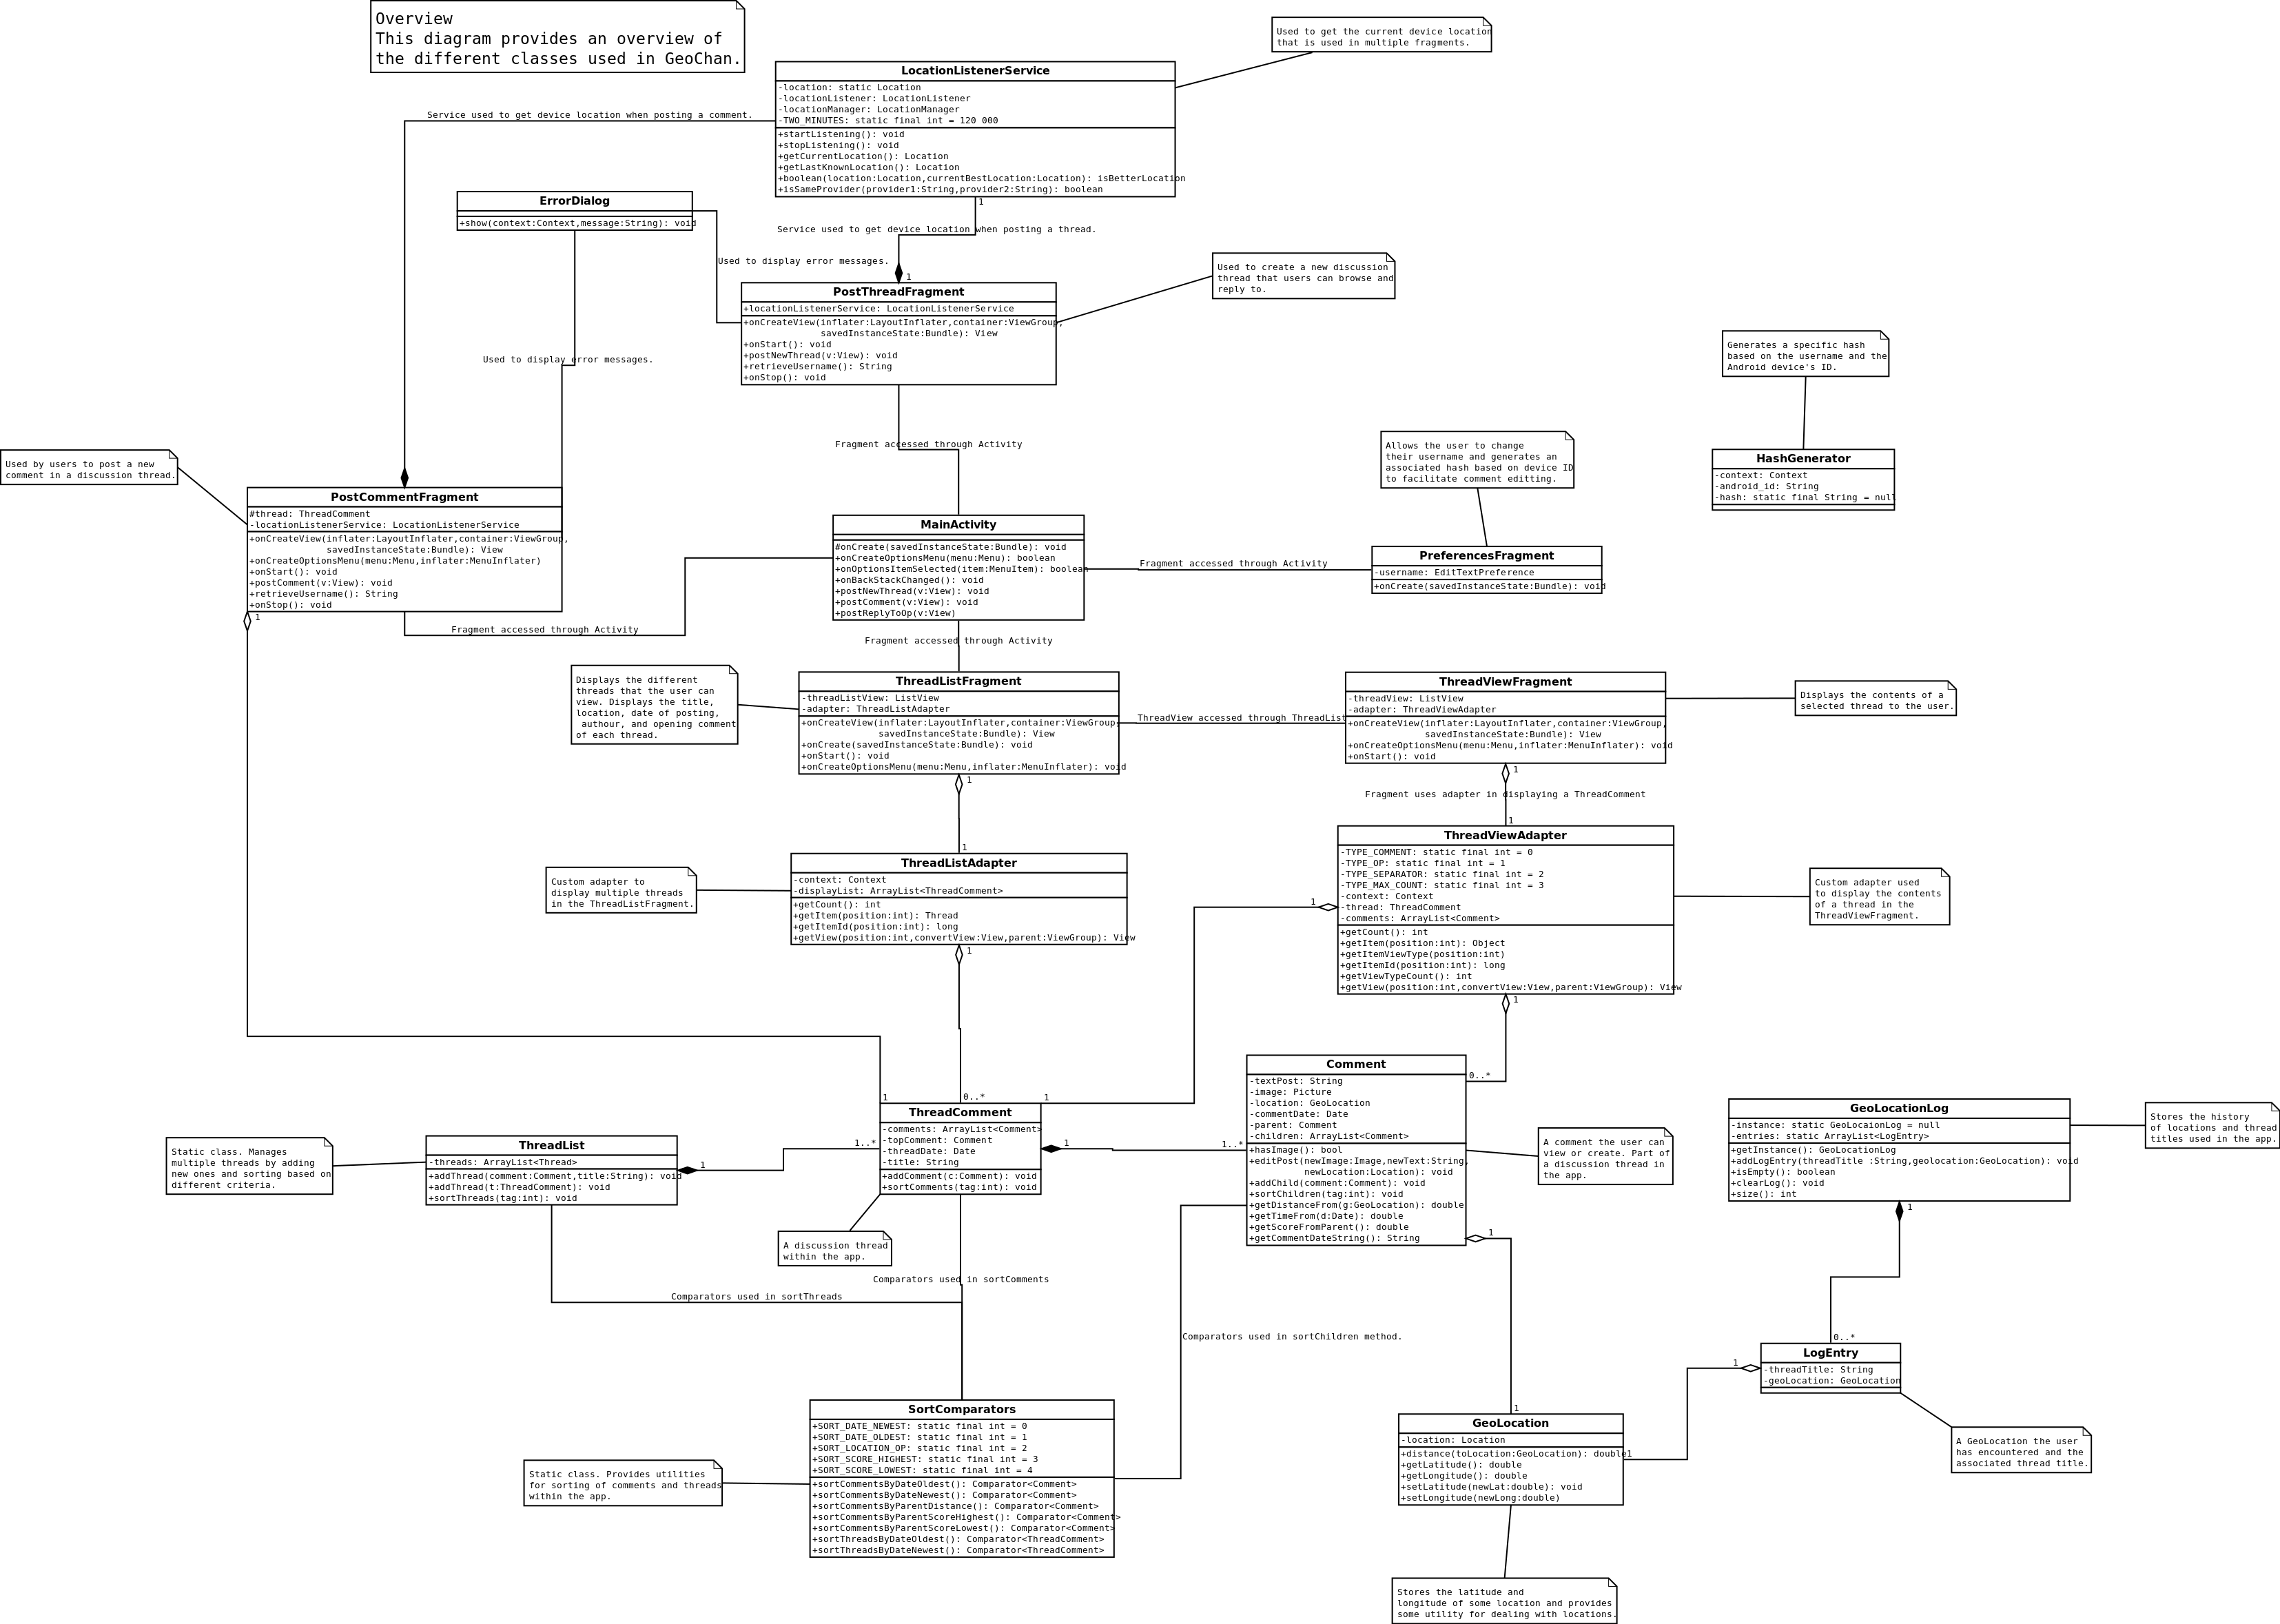 Overview
This diagram provides an overview of
the different classes used in GeoChan.
Used to get the current device location
that is used in multiple fragments.
LocationListenerService
-location: static Location
-locationListener: LocationListener
-locationManager: LocationManager
-TWO_MINUTES: static final int = 120 000
+startListening(): void
+stopListening(): void
+getCurrentLocation(): Location
+getLastKnownLocation(): Location
+boolean(location:Location,currentBestLocation:Location): isBetterLocation
+isSameProvider(provider1:String,provider2:String): boolean
Service used to get device location when posting a comment.
1
Service used to get device location when posting a thread.
1
ErrorDialog
+show(context:Context,message:String): void
Used to display error messages.
Used to display error messages.
Used to create a new discussion
thread that users can browse and
reply to.
PostThreadFragment
+locationListenerService: LocationListenerService
+onCreateView(inflater:LayoutInflater,container:ViewGroup,
savedInstanceState:Bundle): View
+onStart(): void
+postNewThread(v:View): void
+retrieveUsername(): String
+onStop(): void
Fragment accessed through Activity
Generates a specific hash
based on the username and the
Android device's ID.
HashGenerator
-context: Context
-android_id: String
-hash: static final String = null
Allows the user to change
their username and generates an
associated hash based on device ID
to facilitate comment editting.
PreferencesFragment
-username: EditTextPreference
+onCreate(savedInstanceState:Bundle): void
Fragment accessed through Activity
Used by users to post a new
comment in a discussion thread.
PostCommentFragment
#thread: ThreadComment
-locationListenerService: LocationListenerService
+onCreateView(inflater:LayoutInflater,container:ViewGroup,
savedInstanceState:Bundle): View
+onCreateOptionsMenu(menu:Menu,inflater:MenuInflater)
+onStart(): void
+postComment(v:View): void
+retrieveUsername(): String
+onStop(): void
1
Fragment accessed through Activity
MainActivity
#onCreate(savedInstanceState:Bundle): void
+onCreateOptionsMenu(menu:Menu): boolean
+onOptionsItemSelected(item:MenuItem): boolean
+onBackStackChanged(): void
+postNewThread(v:View): void
+postComment(v:View): void
+postReplyToOp(v:View)
Fragment accessed through Activity
Displays the different
threads that the user can
view. Displays the title,
location, date of posting,
authour, and opening comment
of each thread.
ThreadListFragment
-threadListView: ListView
-adapter: ThreadListAdapter
+onCreateView(inflater:LayoutInflater,container:ViewGroup,
savedInstanceState:Bundle): View
+onCreate(savedInstanceState:Bundle): void
+onStart(): void
+onCreateOptionsMenu(menu:Menu,inflater:MenuInflater): void
1
1
ThreadView accessed through ThreadList
ThreadViewFragment
-threadView: ListView
-adapter: ThreadViewAdapter
+onCreateView(inflater:LayoutInflater,container:ViewGroup,
savedInstanceState:Bundle): View
+onCreateOptionsMenu(menu:Menu,inflater:MenuInflater): void
+onStart(): void
Displays the contents of a
selected thread to the user.
1
Fragment uses adapter in displaying a ThreadComment
1
Custom adapter to
display multiple threads
in the ThreadListFragment.
ThreadListAdapter
-context: Context
-displayList: ArrayList<ThreadComment>
+getCount(): int
+getItem(position:int): Thread
+getItemId(position:int): long
+getView(position:int,convertView:View,parent:ViewGroup): View
1
ThreadViewAdapter
-TYPE_COMMENT: static final int = 0
-TYPE_OP: static final int = 1
-TYPE_SEPARATOR: static final int = 2
-TYPE_MAX_COUNT: static final int = 3
-context: Context
-thread: ThreadComment
-comments: ArrayList<Comment>
+getCount(): int
+getItem(position:int): Object
+getItemViewType(position:int)
+getItemId(position:int): long
+getViewTypeCount(): int
+getView(position:int,convertView:View,parent:ViewGroup): View
Custom adapter used
to display the contents
of a thread in the
ThreadViewFragment.
1
1
0..*
1
0..*
1
ThreadComment
-comments: ArrayList<Comment>
-topComment: Comment
-threadDate: Date
-title: String
+addComment(c:Comment): void
+sortComments(tag:int): void
A discussion thread
within the app.
Static class. Manages
multiple threads by adding
new ones and sorting based on
different criteria.
ThreadList
-threads: ArrayList<Thread>
+addThread(comment:Comment,title:String): void
+addThread(t:ThreadComment): void
+sortThreads(tag:int): void
1
1..*
1
1..*
Comment
-textPost: String
-image: Picture
-location: GeoLocation
-commentDate: Date
-parent: Comment
-children: ArrayList<Comment>
+hasImage(): bool
+editPost(newImage:Image,newText:String,
newLocation:Location): void
+addChild(comment:Comment): void
+sortChildren(tag:int): void
+getDistanceFrom(g:GeoLocation): double
+getTimeFrom(d:Date): double
+getScoreFromParent(): double
+getCommentDateString(): String
A comment the user can
view or create. Part of
a discussion thread in
the app.
1
GeoLocationLog
-instance: static GeoLocaionLog = null
-entries: static ArrayList<LogEntry>
+getInstance(): GeoLocationLog
+addLogEntry(threadTitle :String,geolocation:GeoLocation): void
+isEmpty(): boolean
+clearLog(): void
+size(): int
Stores the history
of locations and thread
titles used in the app.
1
0..*
Comparators used in sortComments
Comparators used in sortThreads
Comparators used in sortChildren method.
LogEntry
-threadTitle: String
-geoLocation: GeoLocation
1
A GeoLocation the user
has encountered and the
associated thread title.
Static class. Provides utilities
for sorting of comments and threads
within the app.
SortComparators
+SORT_DATE_NEWEST: static final int = 0
+SORT_DATE_OLDEST: static final int = 1
+SORT_LOCATION_OP: static final int = 2
+SORT_SCORE_HIGHEST: static final int = 3
+SORT_SCORE_LOWEST: static final int = 4
+sortCommentsByDateOldest(): Comparator<Comment>
+sortCommentsByDateNewest(): Comparator<Comment>
+sortCommentsByParentDistance(): Comparator<Comment>
+sortCommentsByParentScoreHighest(): Comparator<Comment>
+sortCommentsByParentScoreLowest(): Comparator<Comment>
+sortThreadsByDateOldest(): Comparator<ThreadComment>
+sortThreadsByDateNewest(): Comparator<ThreadComment>
1
GeoLocation
-location: Location
+distance(toLocation:GeoLocation): double
1
+getLatitude(): double
+getLongitude(): double
+setLatitude(newLat:double): void
+setLongitude(newLong:double)
Stores the latitude and
longitude of some location and provides
some utility for dealing with locations.